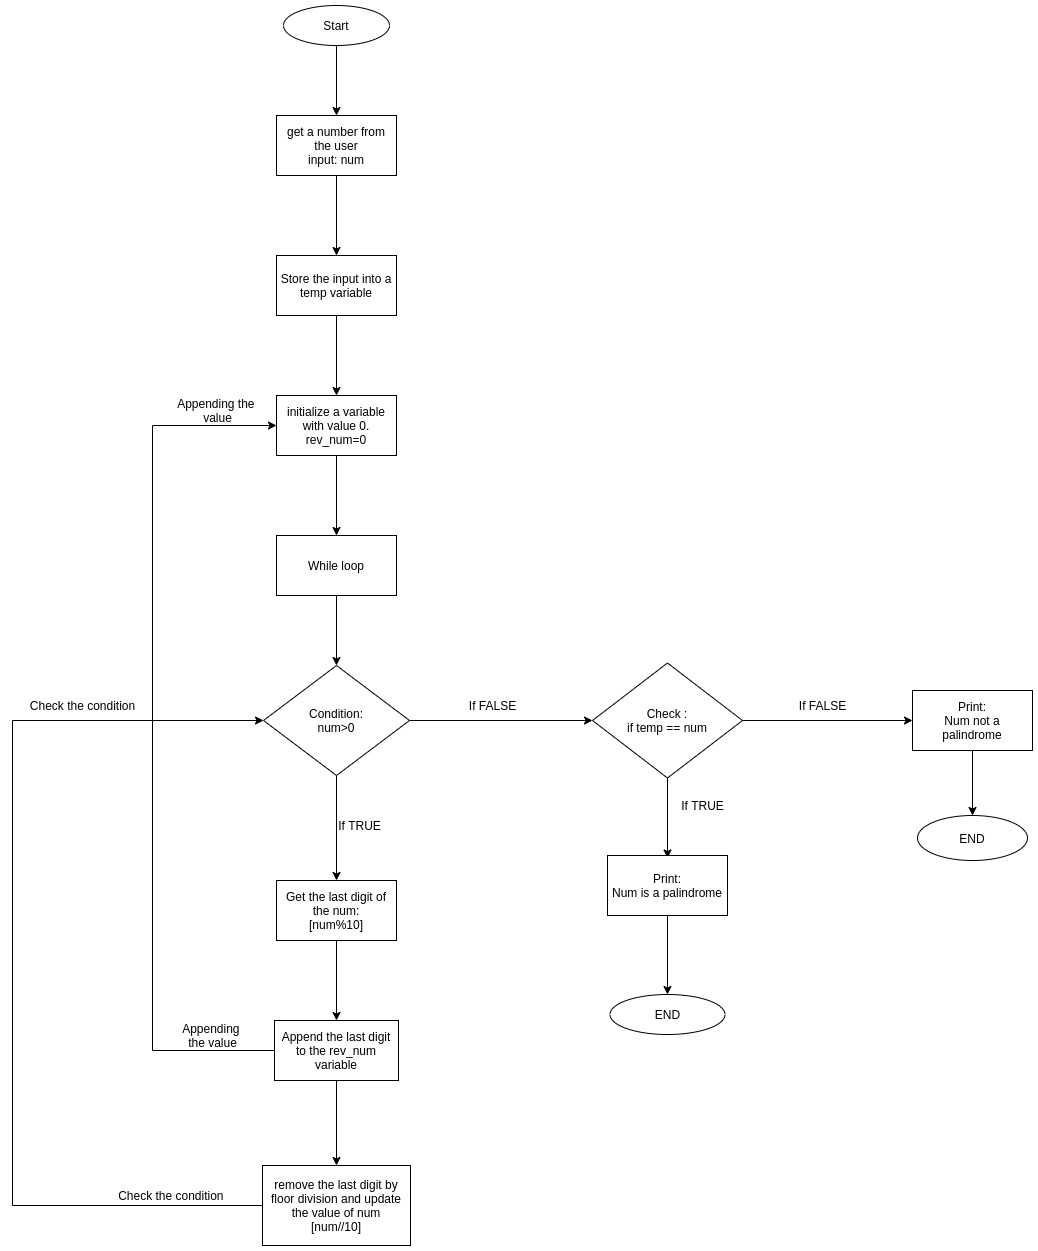 Start
get a number from
the user
input: num
Store the input into a
temp variable
Appending the
value
initialize a variable
with value 0.
rev_num=0
While loop
Check the condition
Condition:
num>0
If FALSE
Check :
if temp == num
If FALSE
Print:
Num not a
palindrome
END
If TRUE
If TRUE
Print:
Num is a palindrome
END
Get the last digit of
the num:
[num%10]
Appending
the value
Append the last digit
to the rev_num
variable
Check the condition
remove the last digit by
floor division and update
the value of num
[num//10]